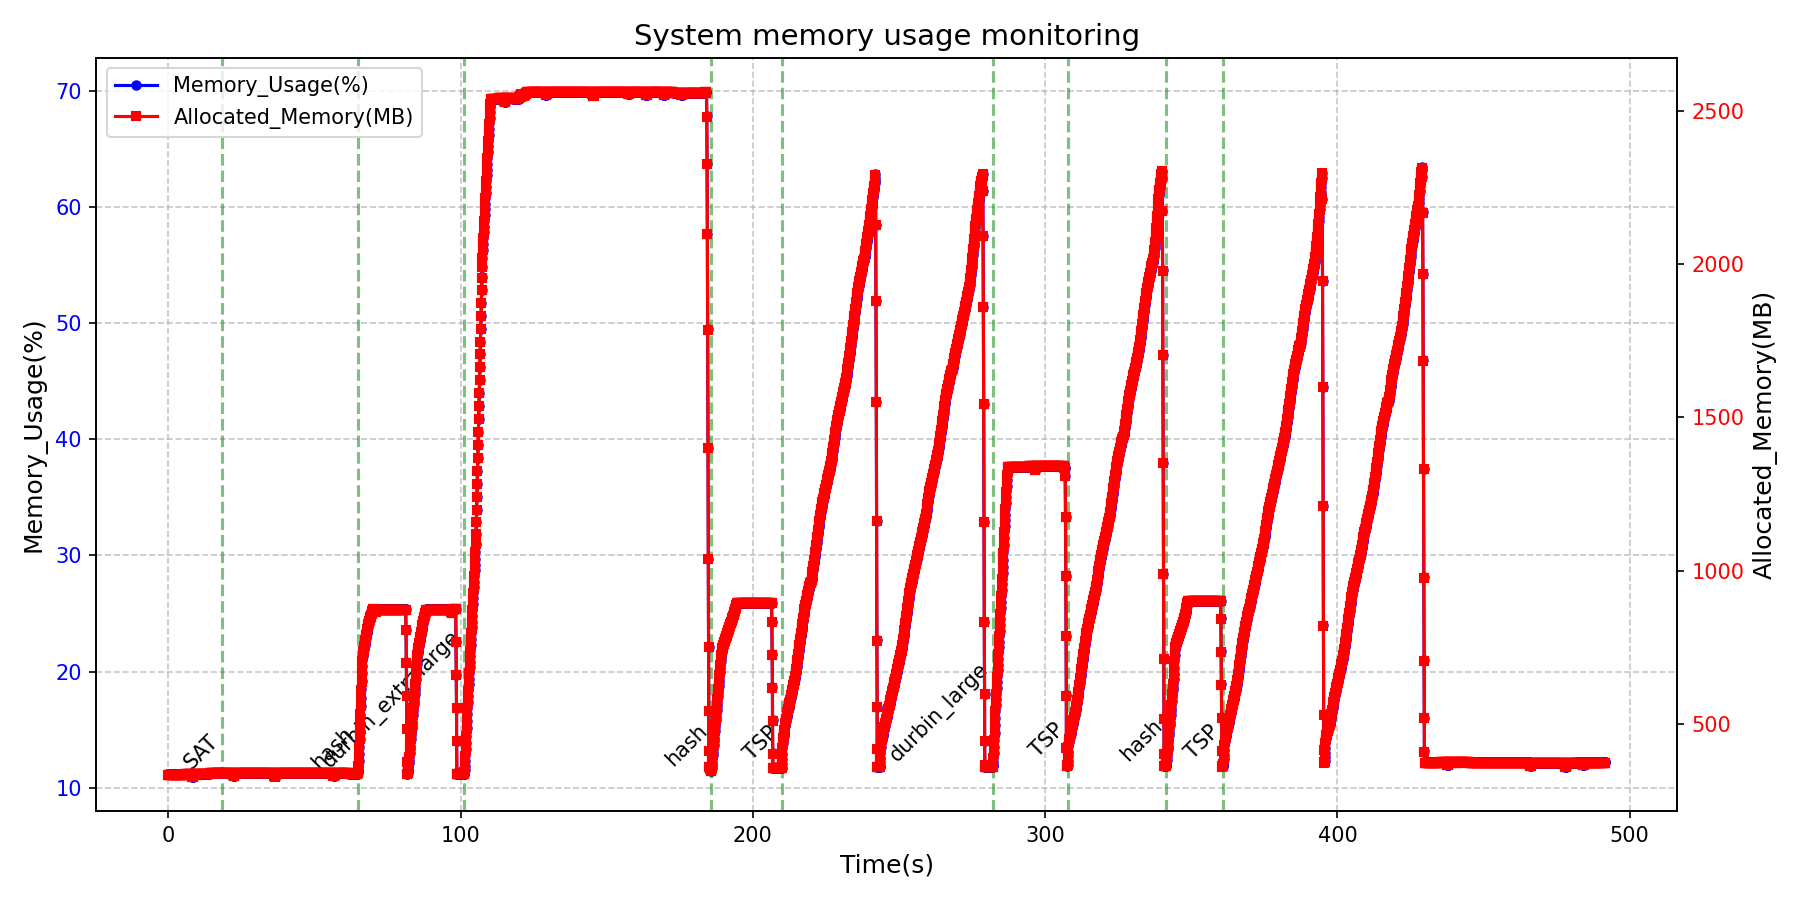 System memory usage monitoring
Memory_Usage(%)
Allocated_Memory(MB)
70
60
50
40
30
20
10
Memory_Usage(%)
2500
2000
1500
1000
500
Allocated_Memory(MB)
SAT
hash
durbin_extralarge
hash
TSP
durbin_large
TSP
hash
TSP
0
100
200
300
400
500
Time(s)